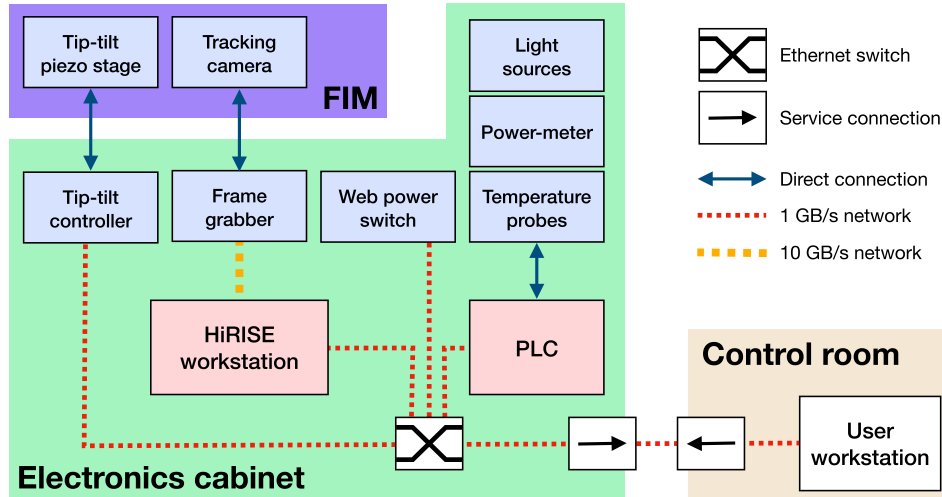 Tip-tilt
piezo stage
Tracking
camera
FIM
Light
sources
Power-meter
Temperature
probes
Tip-tilt
controller
Frame
grabber
Web power
switch
HiRISE
workstation
PLC
Electronics cabinet
Ethernet switch
Service connection
Direct connection
1 GB/s network
10 GB/s network
Control room
User
workstation